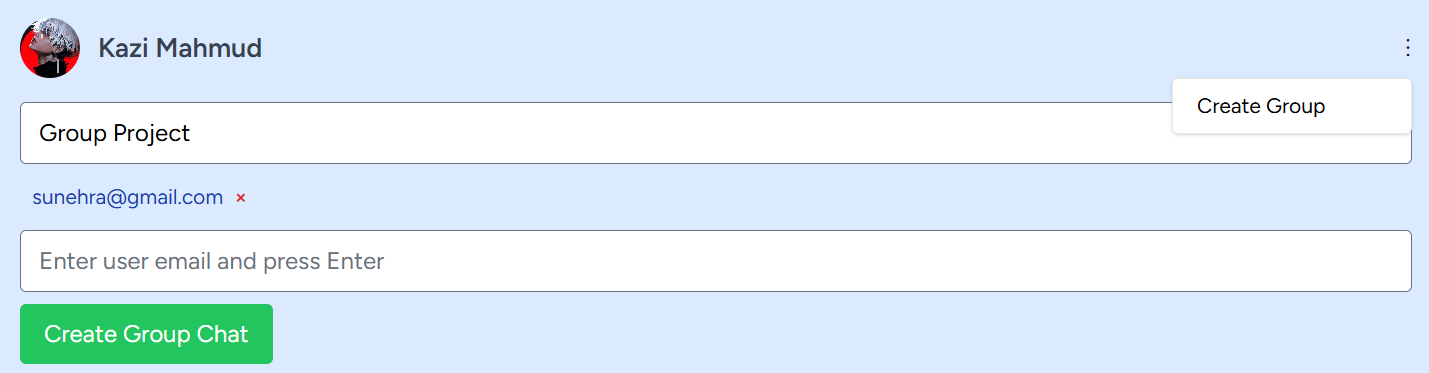 Kazi Mahmud
⋮
Create Group
Group Project
sunehra@gmail.com ×
Enter user email and press Enter
Create Group Chat